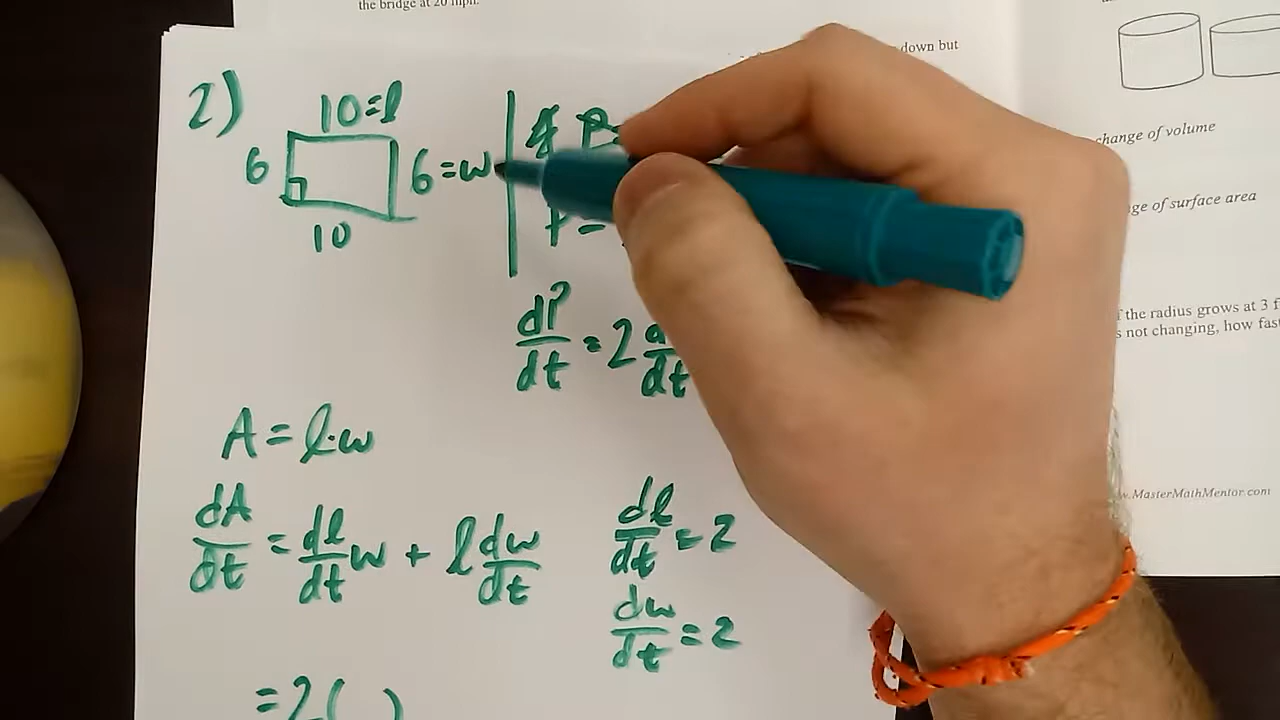 the bridge at 20 mph.
down but
change of volume
ge of surface area
f the radius grows at 3 f
s not changing, how fast
w.MasterMathMentor.com
2)
10=l
6
6=w
10
P=
P=
dP/dt = 2
A = l·w
dA/dt = dl/dt w + l dw/dt
dl/dt = 2
dw/dt = 2
=2( )